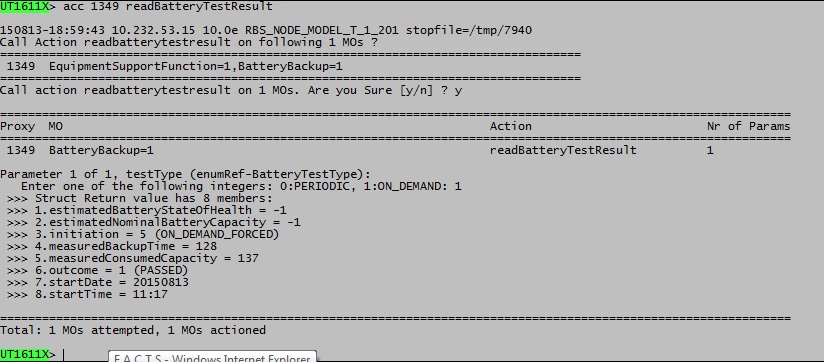 UT1611X> acc 1349 readBatteryTestResult
150813-18:59:43 10.232.53.15 10.0e RBS_NODE_MODEL_T_1_201 stopfile=/tmp/7940
Call Action readbatterytestresult on following 1 MOs ?
=================================================================================
1349 EquipmentSupportFunction=1,BatteryBackup=1
=================================================================================
Call action readbatterytestresult on 1 MOs. Are you Sure [y/n] ? y
=================================================================================================================
Proxy MO Action Nr of Params
=================================================================================================================
1349 BatteryBackup=1 readBatteryTestResult 1
Parameter 1 of 1, testType (enumRef-BatteryTestType):
Enter one of the following integers: 0:PERIODIC, 1:ON_DEMAND: 1
>>> Struct Return value has 8 members:
>>> 1.estimatedBatteryStateOfHealth = -1
>>> 2.estimatedNominalBatteryCapacity = -1
>>> 3.initiation = 5 (ON_DEMAND_FORCED)
>>> 4.measuredBackupTime = 128
>>> 5.measuredConsumedCapacity = 137
>>> 6.outcome = 1 (PASSED)
>>> 7.startDate = 20150813
>>> 8.startTime = 11:17
=================================================================================================================
Total: 1 MOs attempted, 1 MOs actioned
UT1611X>
F A C T S - Windows Internet Explorer